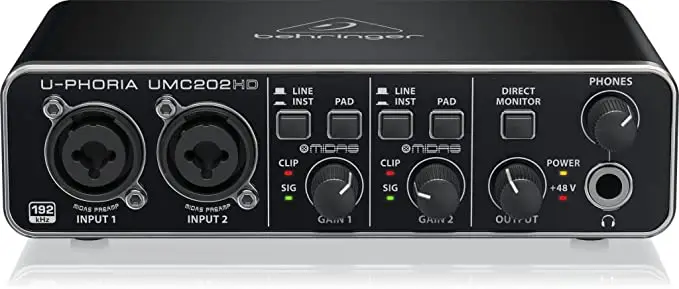 behringer
U-PHORIA UMC202HD
LINE
INST
PAD
LINE
INST
PAD
DIRECT
MONITOR
PHONES
MIDAS
MIDAS
CLIP
SIG
CLIP
SIG
POWER
+48 V
192
kHz
MIDAS PREAMP
INPUT 1
MIDAS PREAMP
INPUT 2
GAIN 1
GAIN 2
OUTPUT